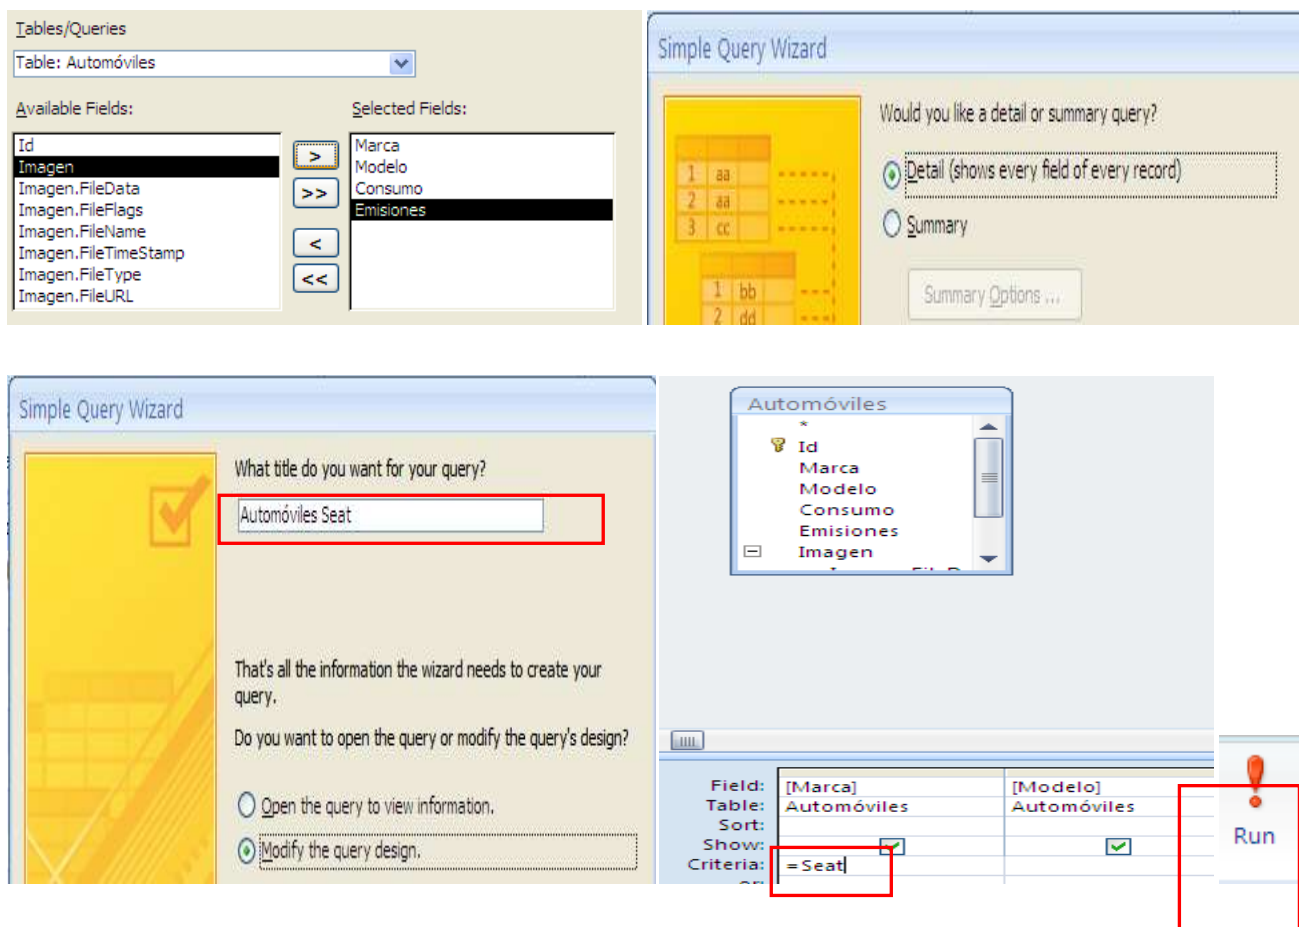 Tables/Queries
Table: Automóviles
Available Fields:
Selected Fields:
Id
Imagen
Imagen.FileData
Imagen.FileFlags
Imagen.FileName
Imagen.FileTimeStamp
Imagen.FileType
Imagen.FileURL
>
>>
<
<<
Marca
Modelo
Consumo
Emisiones
Simple Query Wizard
Would you like a detail or summary query?
Detail (shows every field of every record)
Summary
Summary Options ...
1 aa
2 aa
3 cc
1 bb
2 dd
Simple Query Wizard
What title do you want for your query?
Automóviles Seat
That's all the information the wizard needs to create your
query.
Do you want to open the query or modify the query's design?
Open the query to view information.
Modify the query design.
Automóviles
*
Id
Marca
Modelo
Consumo
Emisiones
Imagen
Field: [Marca] [Modelo]
Table: Automóviles Automóviles
Sort:
Show:
Criteria: =Seat
Run